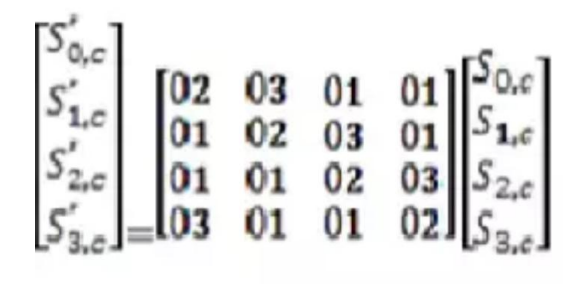 [S′0,c] [02 03 01 01] [S0,c]
[S′1,c] [01 02 03 01] [S1,c]
[S′2,c] [01 01 02 03] [S2,c]
[S′3,c] = [03 01 01 02] [S3,c]